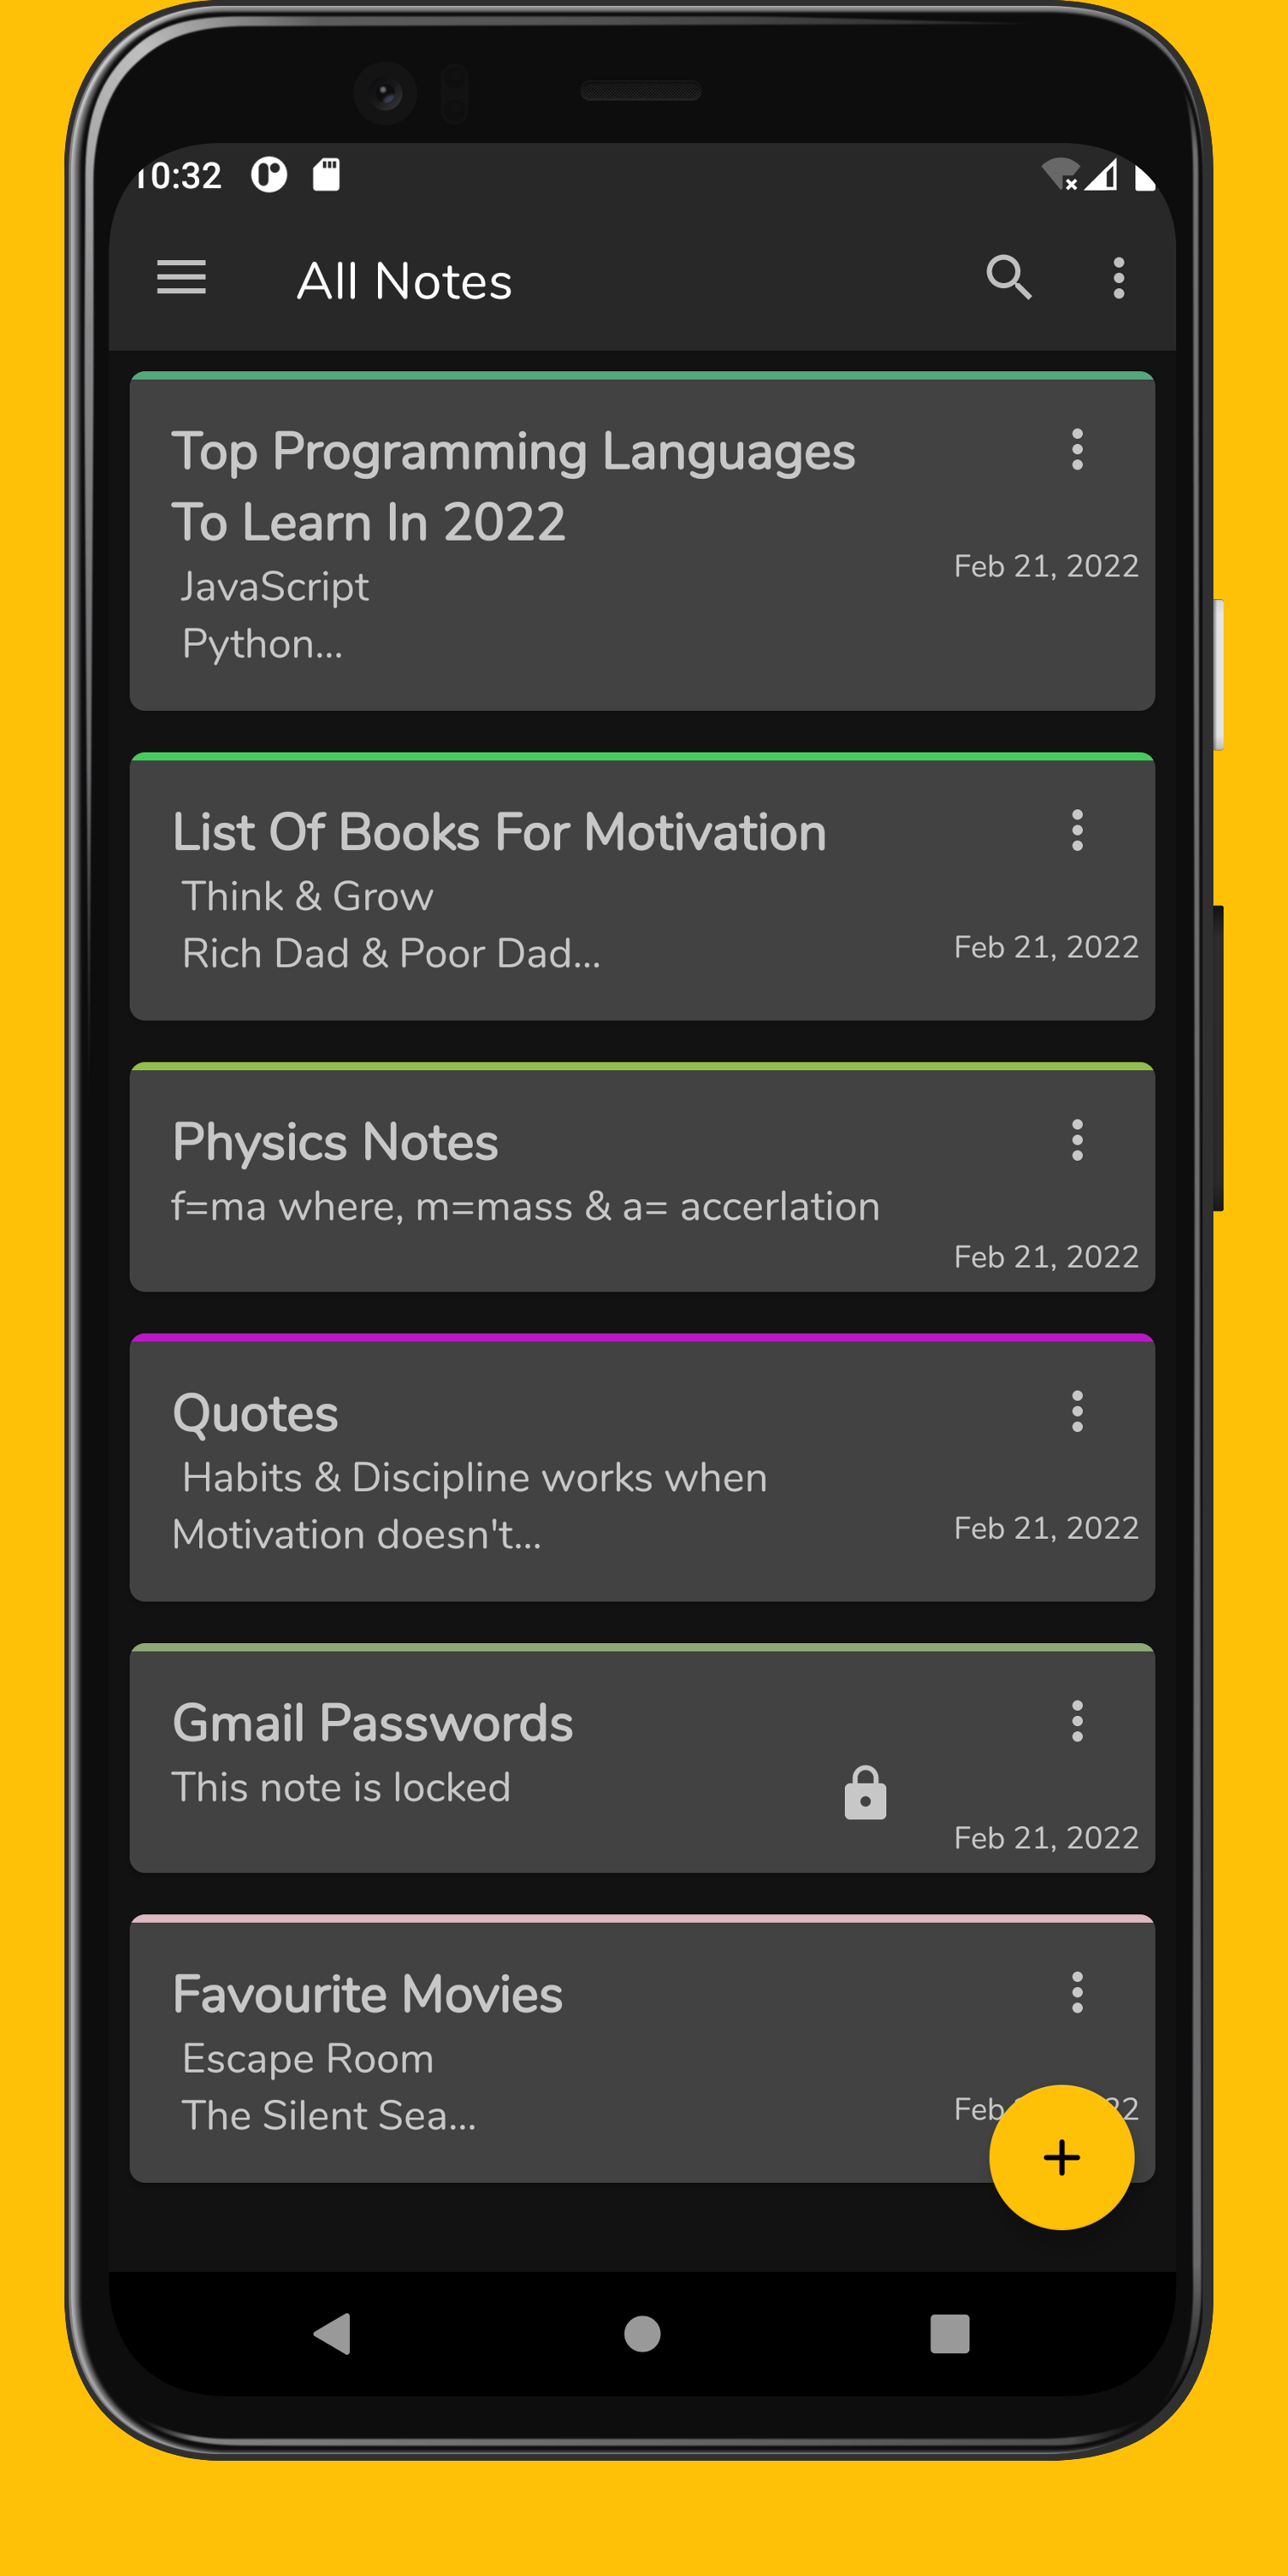 10:32
All Notes
Top Programming Languages
To Learn In 2022
JavaScript
Python...
Feb 21, 2022
List Of Books For Motivation
Think & Grow
Rich Dad & Poor Dad...
Feb 21, 2022
Physics Notes
f=ma where, m=mass & a= accerlation
Feb 21, 2022
Quotes
Habits & Discipline works when
Motivation doesn't...
Feb 21, 2022
Gmail Passwords
This note is locked
Feb 21, 2022
Favourite Movies
Escape Room
The Silent Sea...
Feb